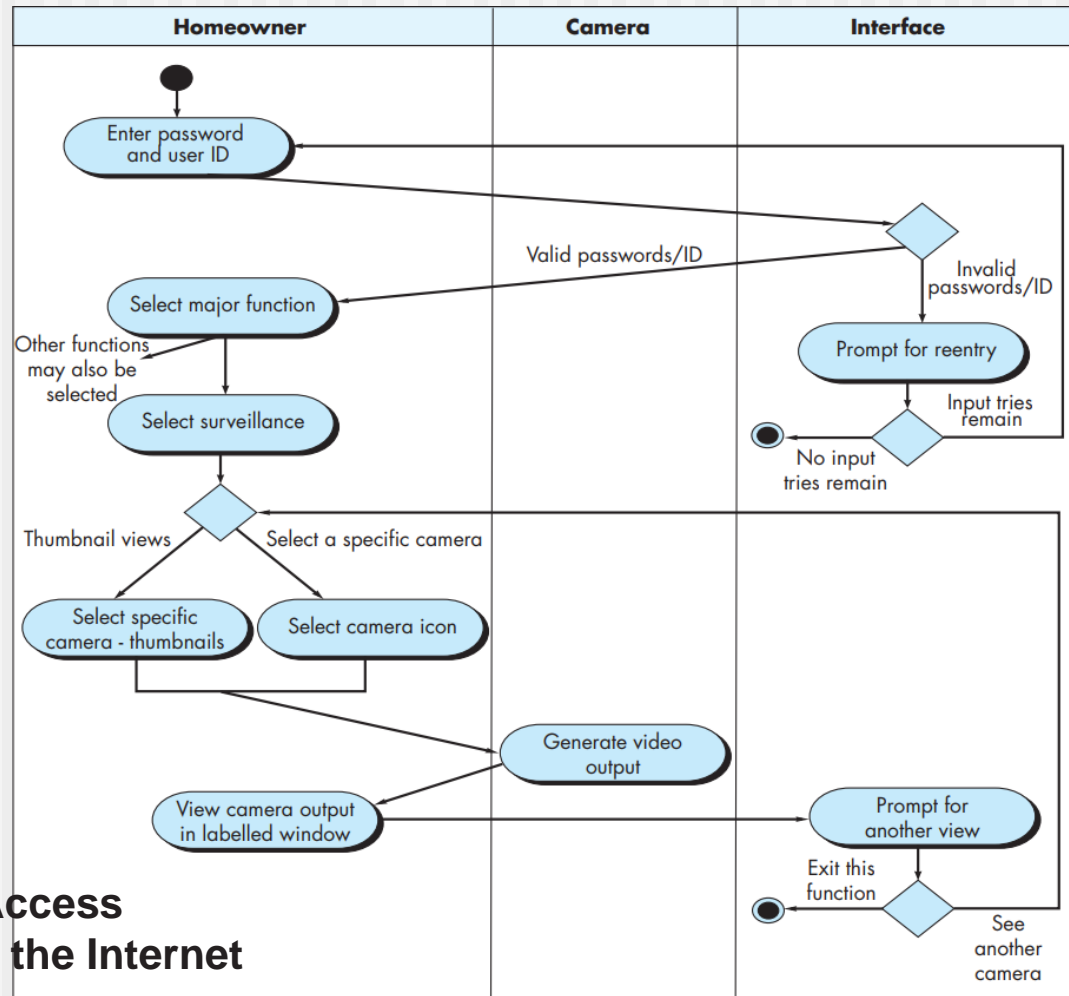 Homeowner
Camera
Interface
Enter password
and user ID
Valid passwords/ID
Invalid
passwords/ID
Select major function
Prompt for reentry
Other functions
may also be
selected
Input tries
remain
Select surveillance
No input
tries remain
Thumbnail views
Select a specific camera
Select specific
camera - thumbnails
Select camera icon
Generate video
output
View camera output
in labelled window
Prompt for
another view
Exit this
function
See
another
camera
Access
the Internet